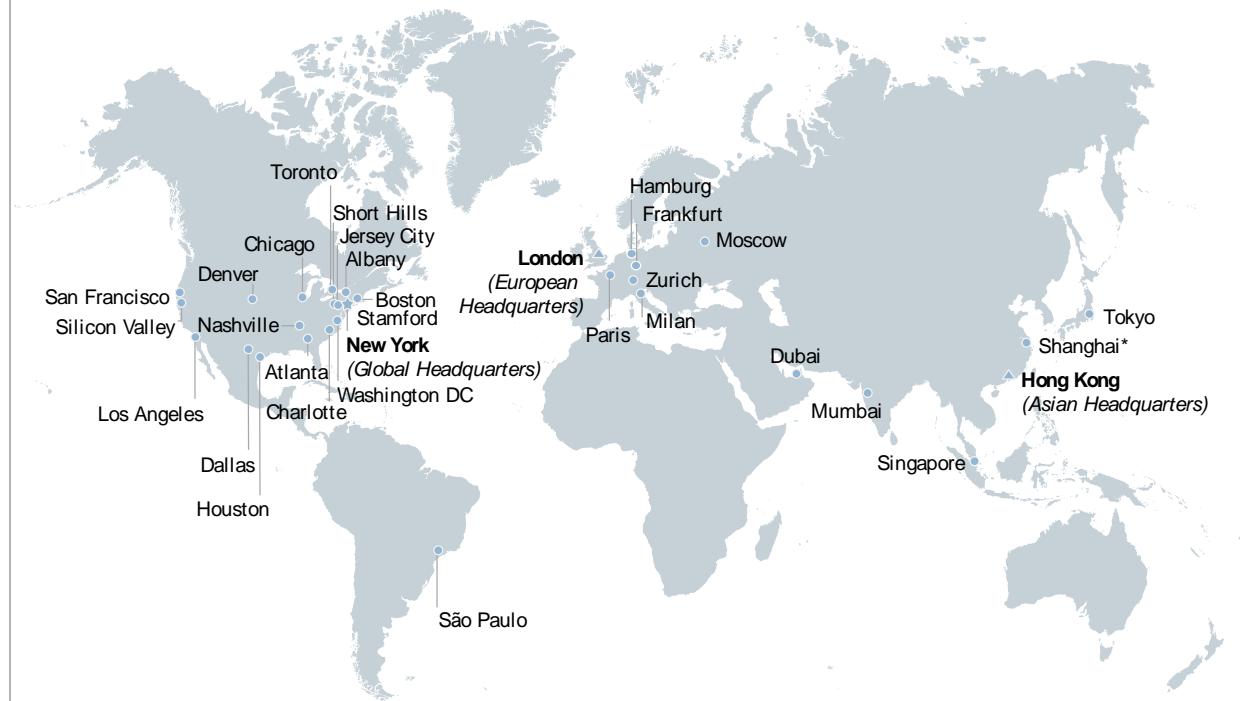 Toronto
Short Hills
Jersey City
Chicago
Albany
Denver
San Francisco
Boston
Silicon Valley
Nashville
Stamford
New York
(Global Headquarters)
Atlanta
Washington DC
Los Angeles
Charlotte
Dallas
Houston
São Paulo
Hamburg
Frankfurt
Moscow
London
(European
Headquarters)
Zurich
Paris
Milan
Dubai
Mumbai
Singapore
Tokyo
Shanghai*
Hong Kong
(Asian Headquarters)